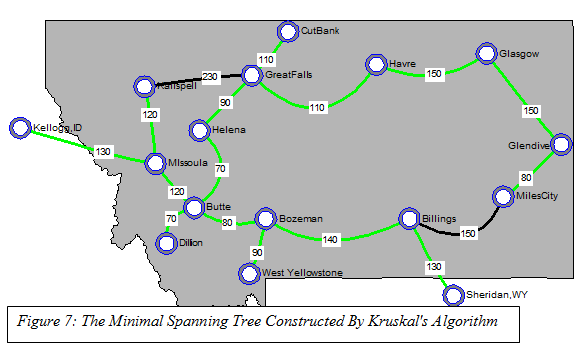 CutBank
110
Glasgow
Havre
150
230
GreatFalls
Kalispell
90
110
150
120
Kellogg,ID
Helena
Glendive
130
MIssoula
70
80
120
MilesCity
Butte
70
80
Bozeman
Billings
140
150
Dillion
90
130
West Yellowstone
Sheridan,WY
Figure 7: The Minimal Spanning Tree Constructed By Kruskal's Algorithm